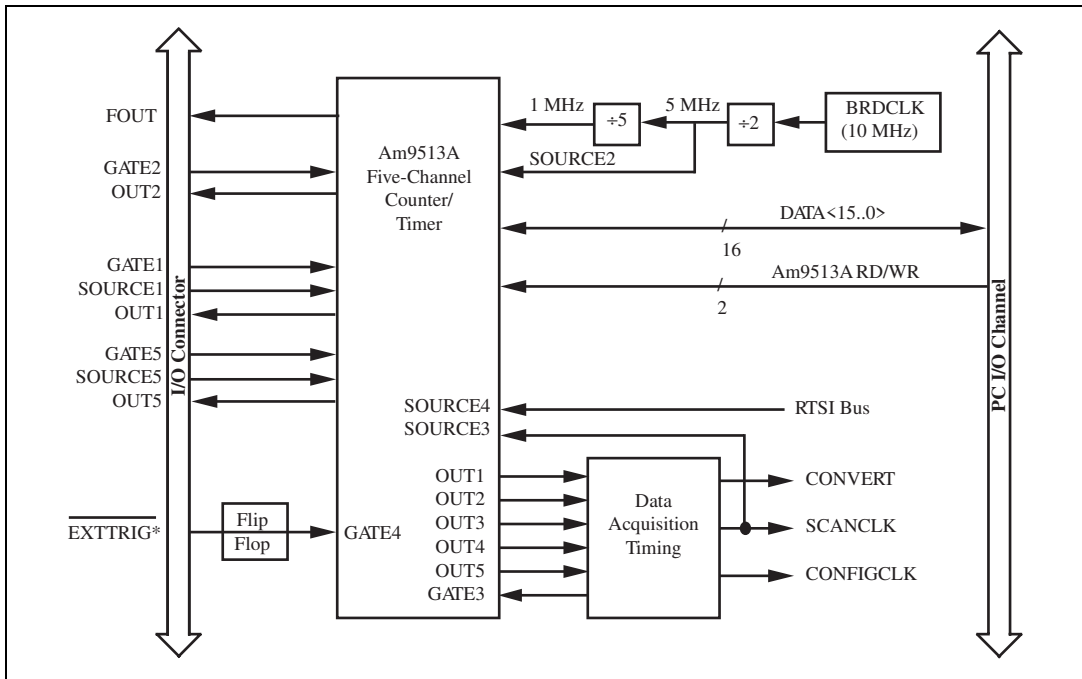 FOUT
GATE2
OUT2
GATE1
SOURCE1
OUT1
GATE5
SOURCE5
OUT5
EXTTRIG*
I/O Connector
Flip
Flop
Am9513A
Five-Channel
Counter/
Timer
1 MHz
÷5
5 MHz
÷2
BRDCLK
(10 MHz)
SOURCE2
DATA<15..0>
/
16
Am9513A RD/WR
/
2
SOURCE4
RTSI Bus
SOURCE3
OUT1
OUT2
OUT3
OUT4
OUT5
GATE3
GATE4
Data
Acquisition
Timing
CONVERT
SCANCLK
CONFIGCLK
PC I/O Channel